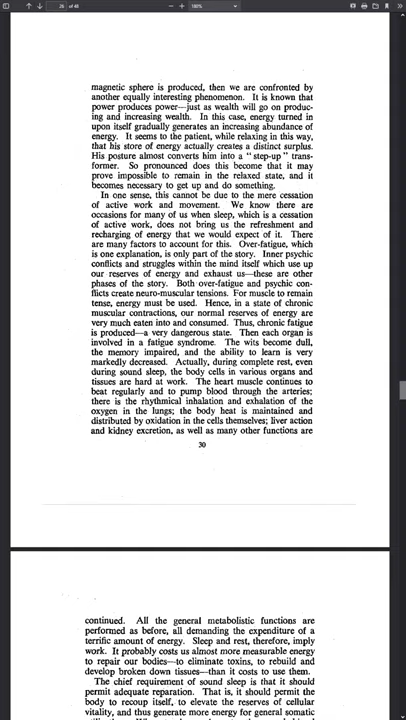 26 of 48
180%
magnetic sphere is produced, then we are confronted by
another equally interesting phenomenon. It is known that
power produces power—just as wealth will go on produc-
ing and increasing wealth. In this case, energy turned in
upon itself gradually generates an increasing abundance of
energy. It seems to the patient, while relaxing in this way,
that his store of energy actually creates a distinct surplus.
His posture almost converts him into a “ step-up ” trans-
former. So pronounced does this become that it may
prove impossible to remain in the relaxed state, and it
becomes necessary to get up and do something.
In one sense, this cannot be due to the mere cessation
of active work and movement. We know there are
occasions for many of us when sleep, which is a cessation
of active work, does not bring us the refreshment and
recharging of energy that we would expect of it. There
are many factors to account for this. Over-fatigue, which
is one explanation, is only part of the story. Inner psychic
conflicts and struggles within the mind itself which use up
our reserves of energy and exhaust us—these are other
phases of the story. Both over-fatigue and psychic con-
flicts create neuro-muscular tensions. For muscle to remain
tense, energy must be used. Hence, in a state of chronic
muscular contractions, our normal reserves of energy are
very much eaten into and consumed. Thus, chronic fatigue
is produced—a very dangerous state. Then each organ is
involved in a fatigue syndrome. The wits become dull,
the memory impaired, and the ability to learn is very
markedly decreased. Actually, during complete rest, even
during sound sleep, the body cells in various organs and
tissues are hard at work. The heart muscle continues to
beat regularly and to pump blood through the arteries;
there is the rhythmical inhalation and exhalation of the
oxygen in the lungs; the body heat is maintained and
distributed by oxidation in the cells themselves; liver action
and kidney excretion, as well as many other functions are
30
continued. All the general metabolistic functions are
performed as before, all demanding the expenditure of a
terrific amount of energy. Sleep and rest, therefore, imply
work. It probably costs us almost more measurable energy
to repair our bodies—to eliminate toxins, to rebuild and
develop broken down tissues—than it costs to use them.
The chief requirement of sound sleep is that it should
permit adequate reparation. That is, it should permit the
body to recoup itself, to elevate the reserves of cellular
vitality, and thus generate more energy for general somatic